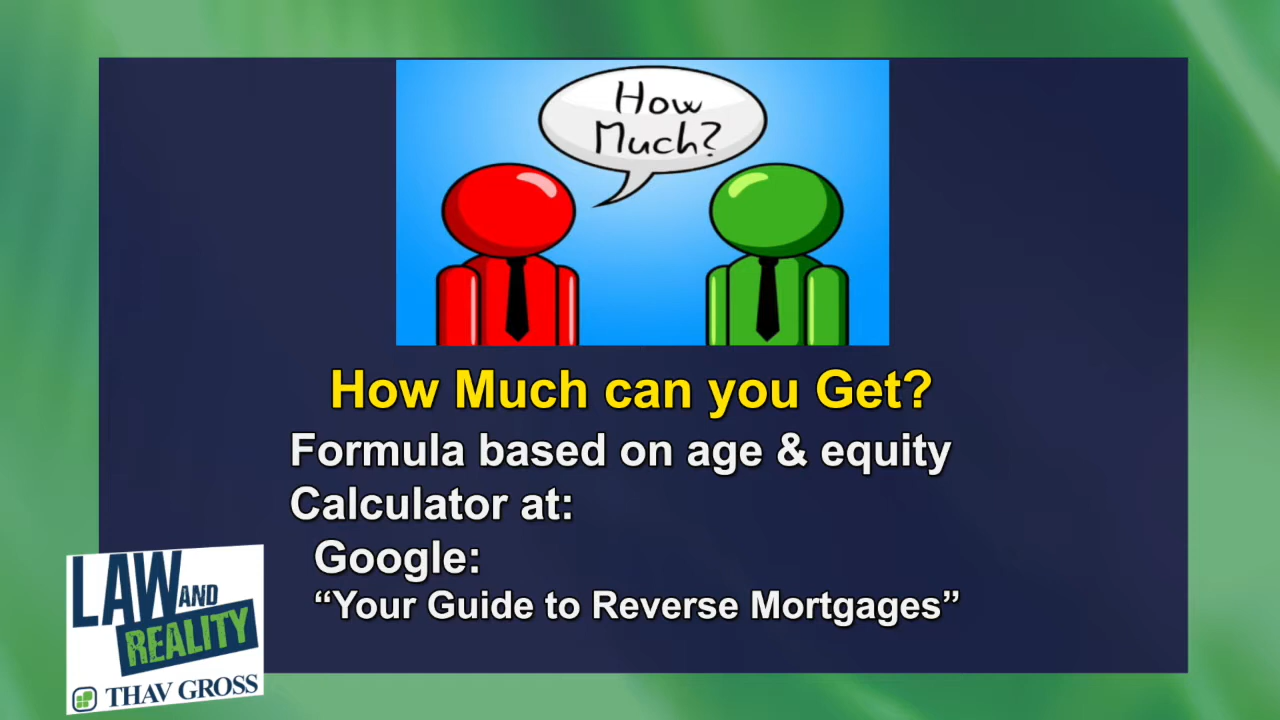 How
Much?
How Much can you Get?
Formula based on age & equity
Calculator at:
Google:
“Your Guide to Reverse Mortgages”
LAW AND
REALITY
THAV GROSS